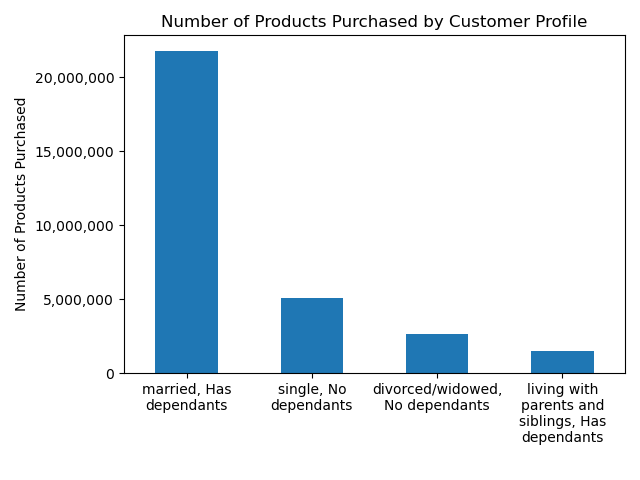 Number of Products Purchased by Customer Profile
Number of Products Purchased
20,000,000
15,000,000
10,000,000
5,000,000
0
married, Has
dependants
single, No
dependants
divorced/widowed,
No dependants
living with
parents and
siblings, Has
dependants